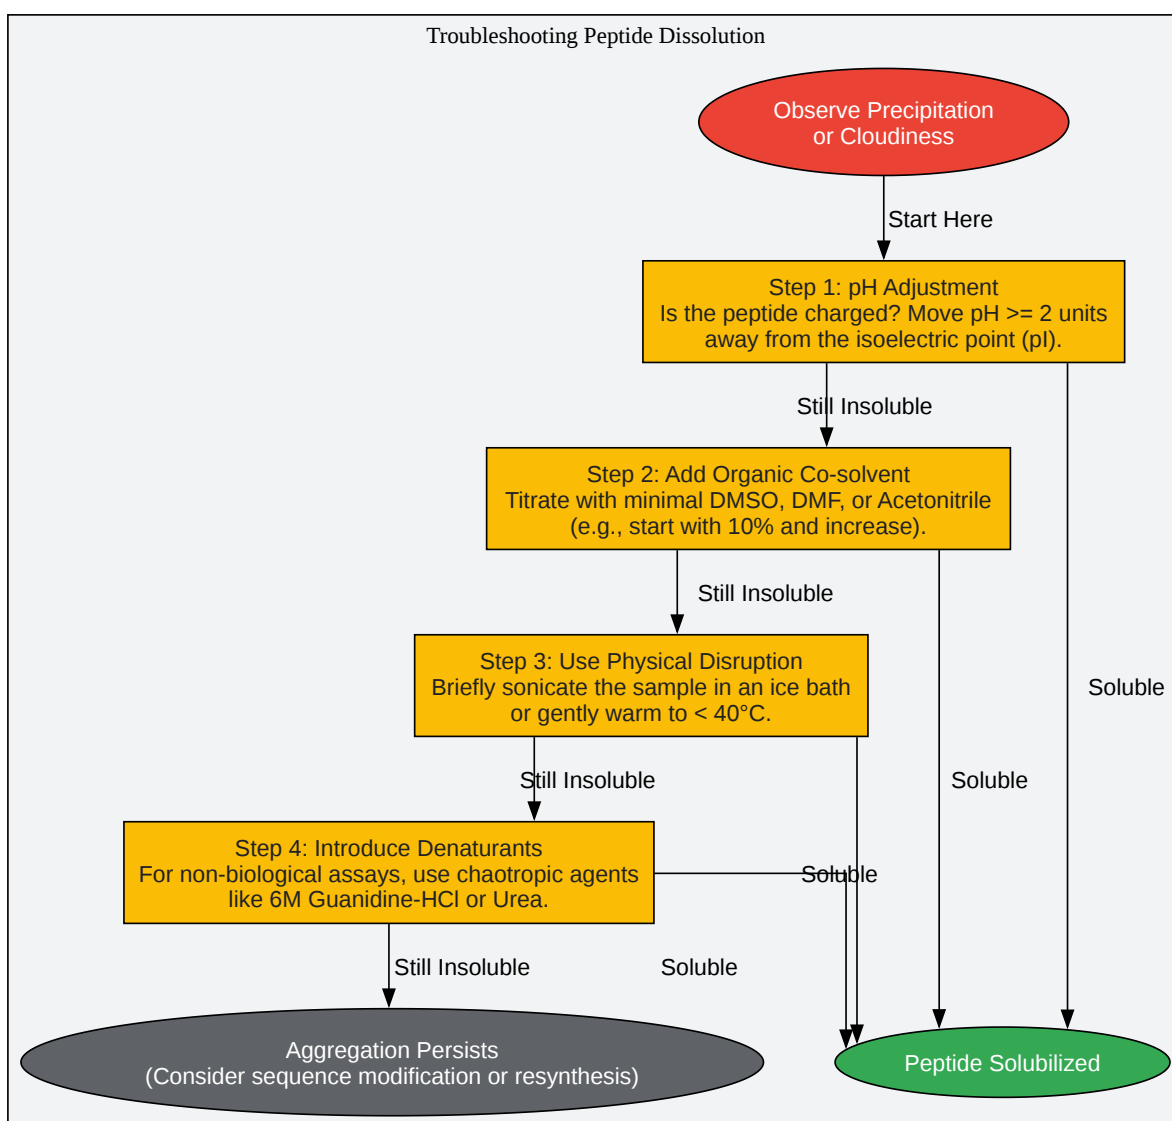 Troubleshooting Peptide Dissolution
Observe Precipitation
or Cloudiness
Start Here
Step 1: pH Adjustment
Is the peptide charged? Move pH >= 2 units
away from the isoelectric point (pI).
Still Insoluble
Step 2: Add Organic Co-solvent
Titrate with minimal DMSO, DMF, or Acetonitrile
(e.g., start with 10% and increase).
Still Insoluble
Step 3: Use Physical Disruption
Briefly sonicate the sample in an ice bath
or gently warm to < 40°C.
Soluble
Still Insoluble
Soluble
Step 4: Introduce Denaturants
For non-biological assays, use chaotropic agents
like 6M Guanidine-HCl or Urea.
Soluble
Still Insoluble
Soluble
Aggregation Persists
(Consider sequence modification or resynthesis)
Peptide Solubilized